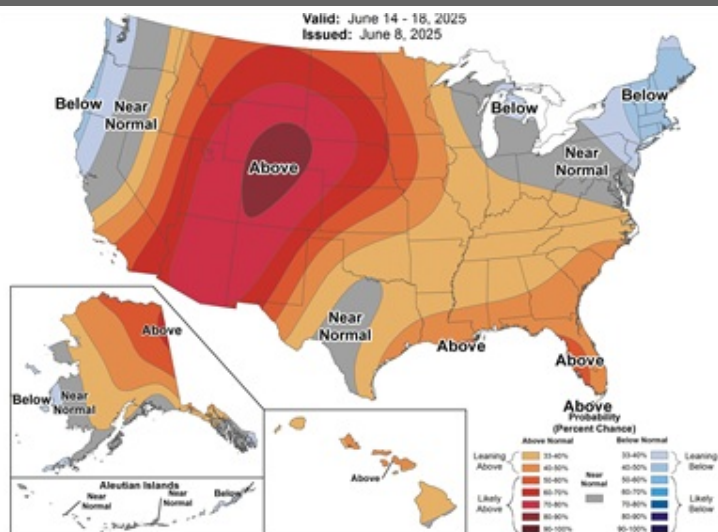 Valid: June 14 - 18, 2025
Issued: June 8, 2025
Below
Near
Normal
Above
Below
Below
Near
Normal
Near
Normal
Above
Above
Above
Above
Below
Near
Normal
Above
Aleutian Islands
Near
Normal
Near
Normal
Below
Probability
(Percent Chance)
Above Normal
Below Normal
Leaning
Above
33-40%
40-50%
50-60%
Likely
Above
60-70%
70-80%
80-90%
90-100%
Near
Normal
33-40%
40-50%
50-60%
60-70%
70-80%
80-90%
90-100%
Leaning
Below
Likely
Below